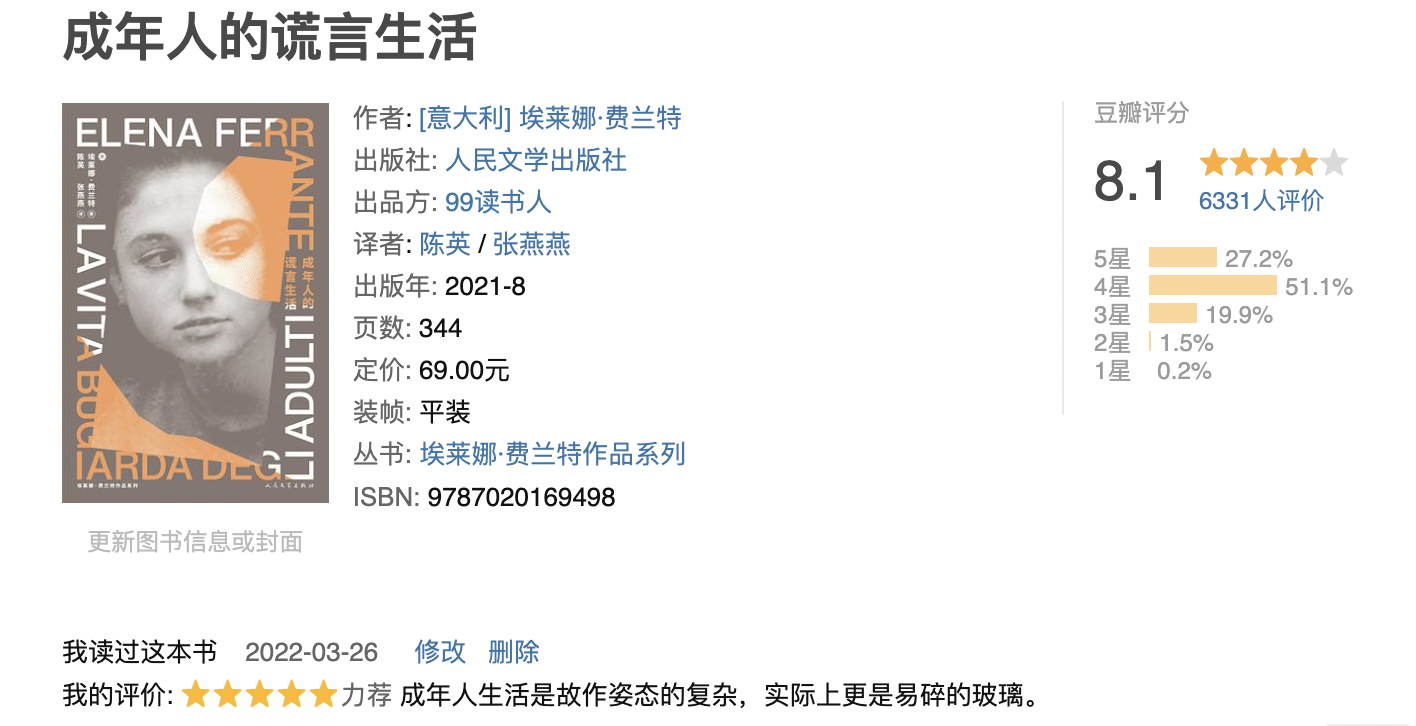 成年人的谎言生活
ELENA FERRANTE
LA VITA BUGIARDA DEGLI ADULTI
成年人的
谎言生活
埃莱娜·费兰特 著
陈英 张燕燕 译
埃莱娜·费兰特作品系列
人民文学出版社
更新图书信息或封面
作者: [意大利] 埃莱娜·费兰特
出版社: 人民文学出版社
出品方: 99读书人
译者: 陈英 / 张燕燕
出版年: 2021-8
页数: 344
定价: 69.00元
装帧: 平装
丛书: 埃莱娜·费兰特作品系列
ISBN: 9787020169498
豆瓣评分
8.1
6331人评价
5星 27.2%
4星 51.1%
3星 19.9%
2星 1.5%
1星 0.2%
我读过这本书 2022-03-26 修改 删除
我的评价: 力荐 成年人生活是故作姿态的复杂，实际上更是易碎的玻璃。